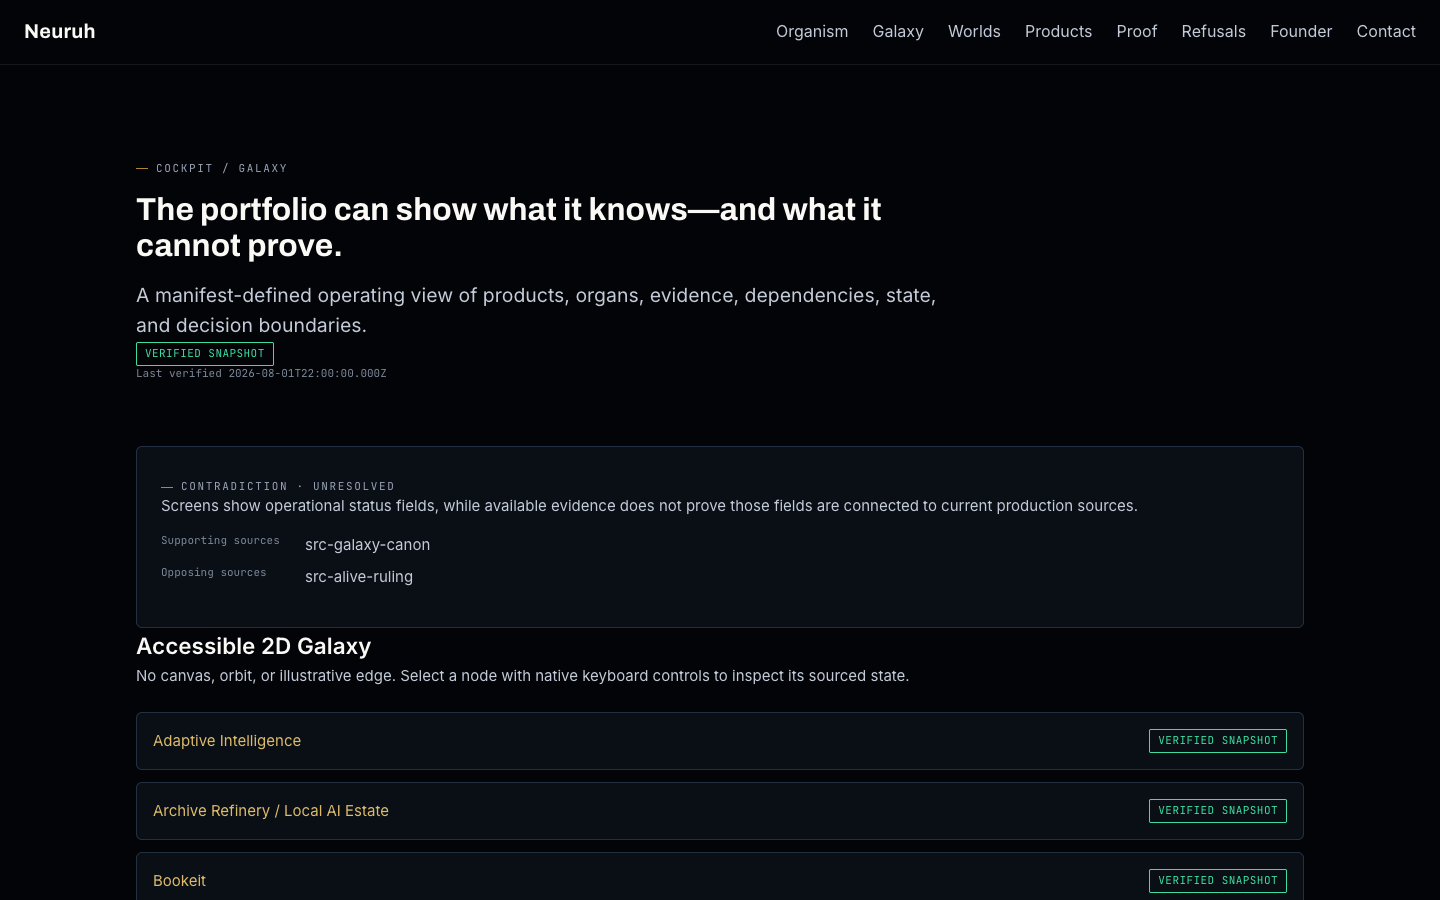 Neuruh
Organism Galaxy Worlds Products Proof Refusals Founder Contact
— COCKPIT / GALAXY
The portfolio can show what it knows—and what it
cannot prove.
A manifest-defined operating view of products, organs, evidence, dependencies, state,
and decision boundaries.
VERIFIED SNAPSHOT
Last verified 2026-08-01T22:00:00.000Z
— CONTRADICTION · UNRESOLVED
Screens show operational status fields, while available evidence does not prove those fields are connected to current production sources.
Supporting sources src-galaxy-canon
Opposing sources src-alive-ruling
Accessible 2D Galaxy
No canvas, orbit, or illustrative edge. Select a node with native keyboard controls to inspect its sourced state.
Adaptive Intelligence VERIFIED SNAPSHOT
Archive Refinery / Local AI Estate VERIFIED SNAPSHOT
Bookeit VERIFIED SNAPSHOT